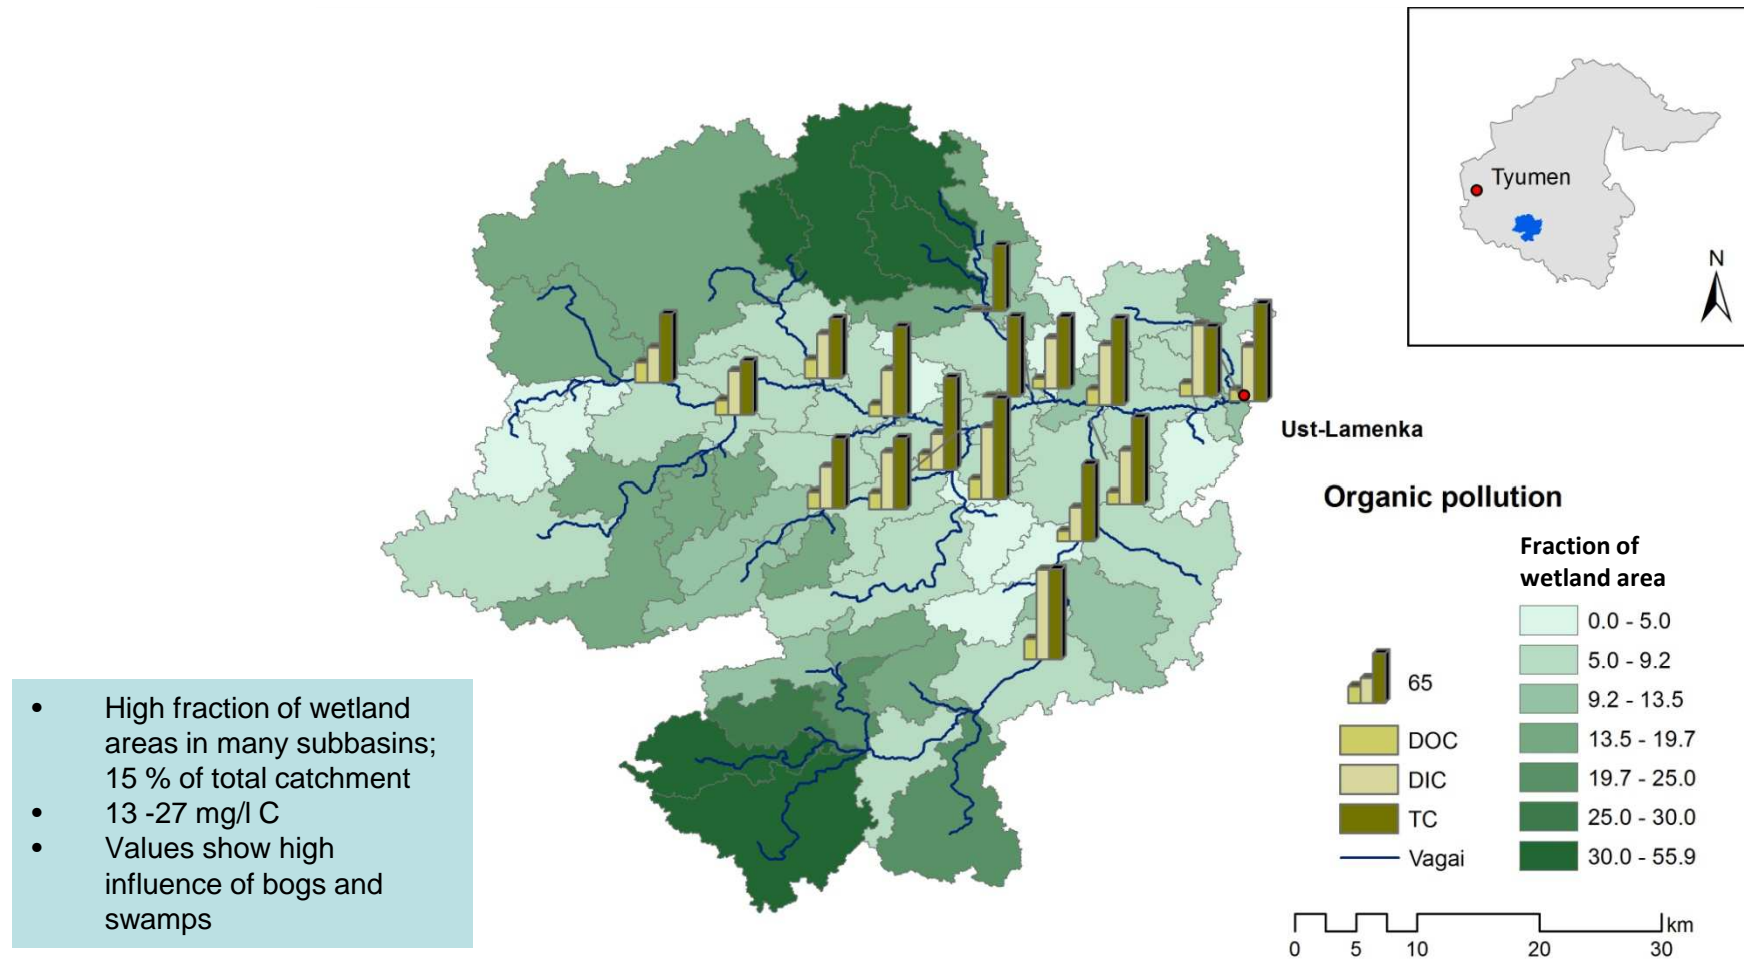 Tyumen
N
Ust-Lamenka
Organic pollution
Fraction of
wetland area
65
DOC
DIC
TC
Vagai
0.0 - 5.0
5.0 - 9.2
9.2 - 13.5
13.5 - 19.7
19.7 - 25.0
25.0 - 30.0
30.0 - 55.9
km
0 5 10 20 30
• High fraction of wetland
areas in many subbasins;
15 % of total catchment
• 13 -27 mg/l C
• Values show high
influence of bogs and
swamps